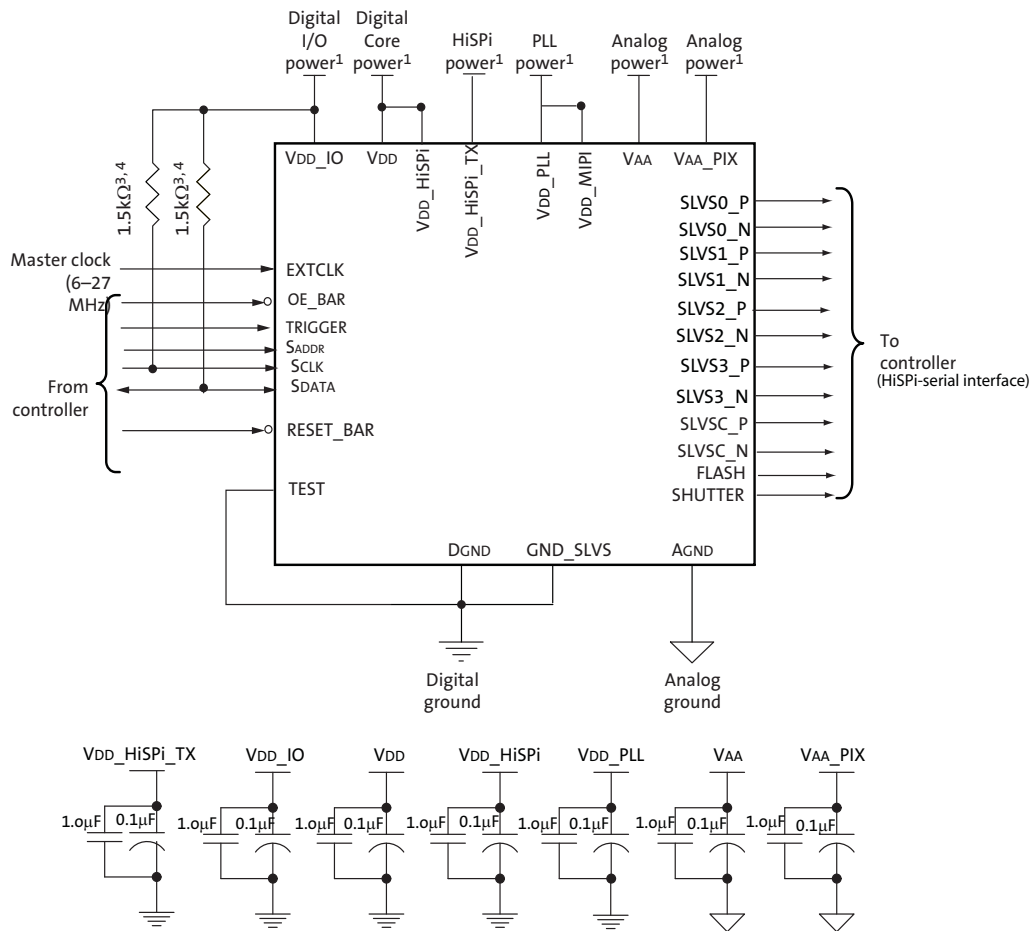 Digital
I/O
power1
Digital
Core
power1
HiSPi
power1
PLL
power1
Analog
power1
Analog
power1
VDD_IO
VDD
VDD_HiSPi
VDD_HiSPi_TX
VDD_PLL
VDD_MIPI
VAA
VAA_PIX
1.5kΩ3,4
1.5kΩ3,4
Master clock
(6–27
MHz)
From
controller
EXTCLK
OE_BAR
TRIGGER
SADDR
SCLK
SDATA
RESET_BAR
TEST
SLVS0_P
SLVS0_N
SLVS1_P
SLVS1_N
SLVS2_P
SLVS2_N
SLVS3_P
SLVS3_N
SLVSC_P
SLVSC_N
FLASH
SHUTTER
To
controller
(HiSPi-serial interface)
DGND
GND_SLVS
AGND
Digital
ground
Analog
ground
VDD_HiSPi_TX
VDD_IO
VDD
VDD_HiSPi
VDD_PLL
VAA
VAA_PIX
1.0μF 0.1μF
1.0μF 0.1μF
1.0μF 0.1μF
1.0μF 0.1μF
1.0μF 0.1μF
1.0μF 0.1μF
1.0μF 0.1μF